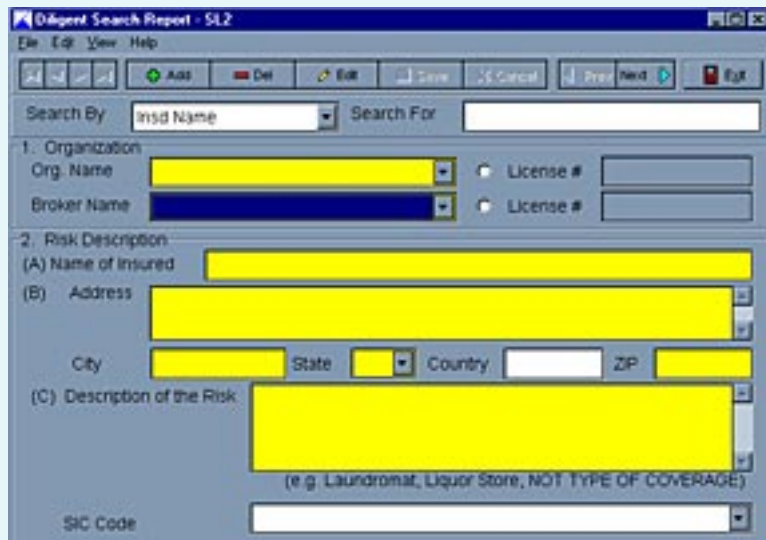 Diligent Search Report - SL2
File Edit View Help
Add Del Edit Save Cancel Prev Next Exit
Search By Insd Name Search For
1. Organization
Org. Name License #
Broker Name License #
2. Risk Description
(A) Name of Insured
(B) Address
City State Country ZIP
(C) Description of the Risk
(e.g. Laundromat, Liquor Store, NOT TYPE OF COVERAGE)
SIC Code